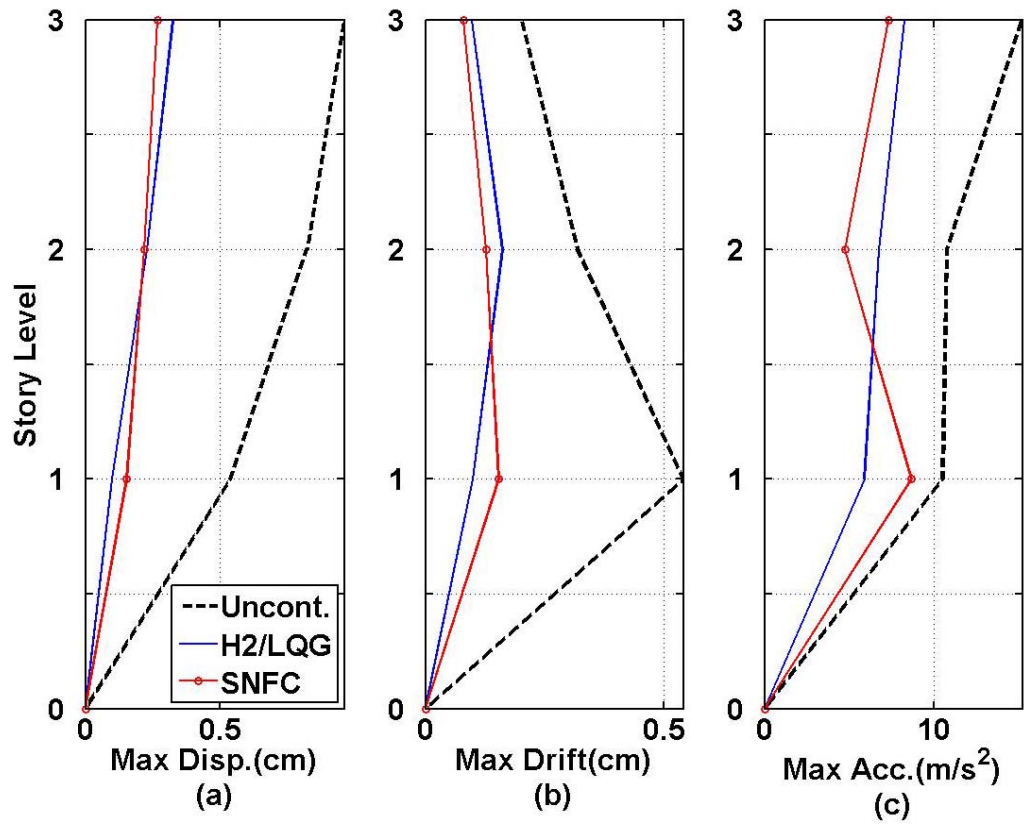 3
2
1
0
Story Level
0
0.5
Max Disp.(cm)
(a)
Uncont.
H2/LQG
SNFC
3
2
1
0
0
0.5
Max Drift(cm)
(b)
3
2
1
0
0
10
Max Acc.(m/s²)
(c)